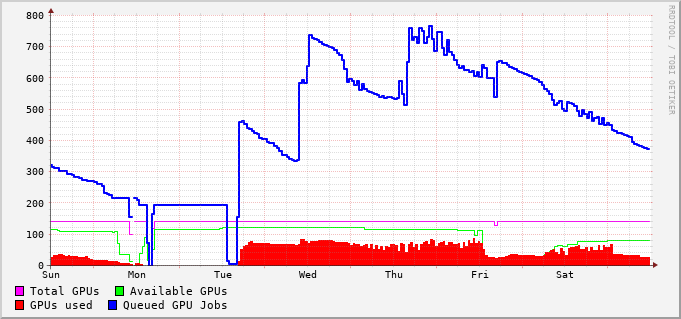 800
700
600
500
400
300
200
100
0
Sun Mon Tue Wed Thu Fri Sat
Total GPUs Available GPUs
GPUs used Queued GPU Jobs
RRDTOOL / TOBI OETIKER